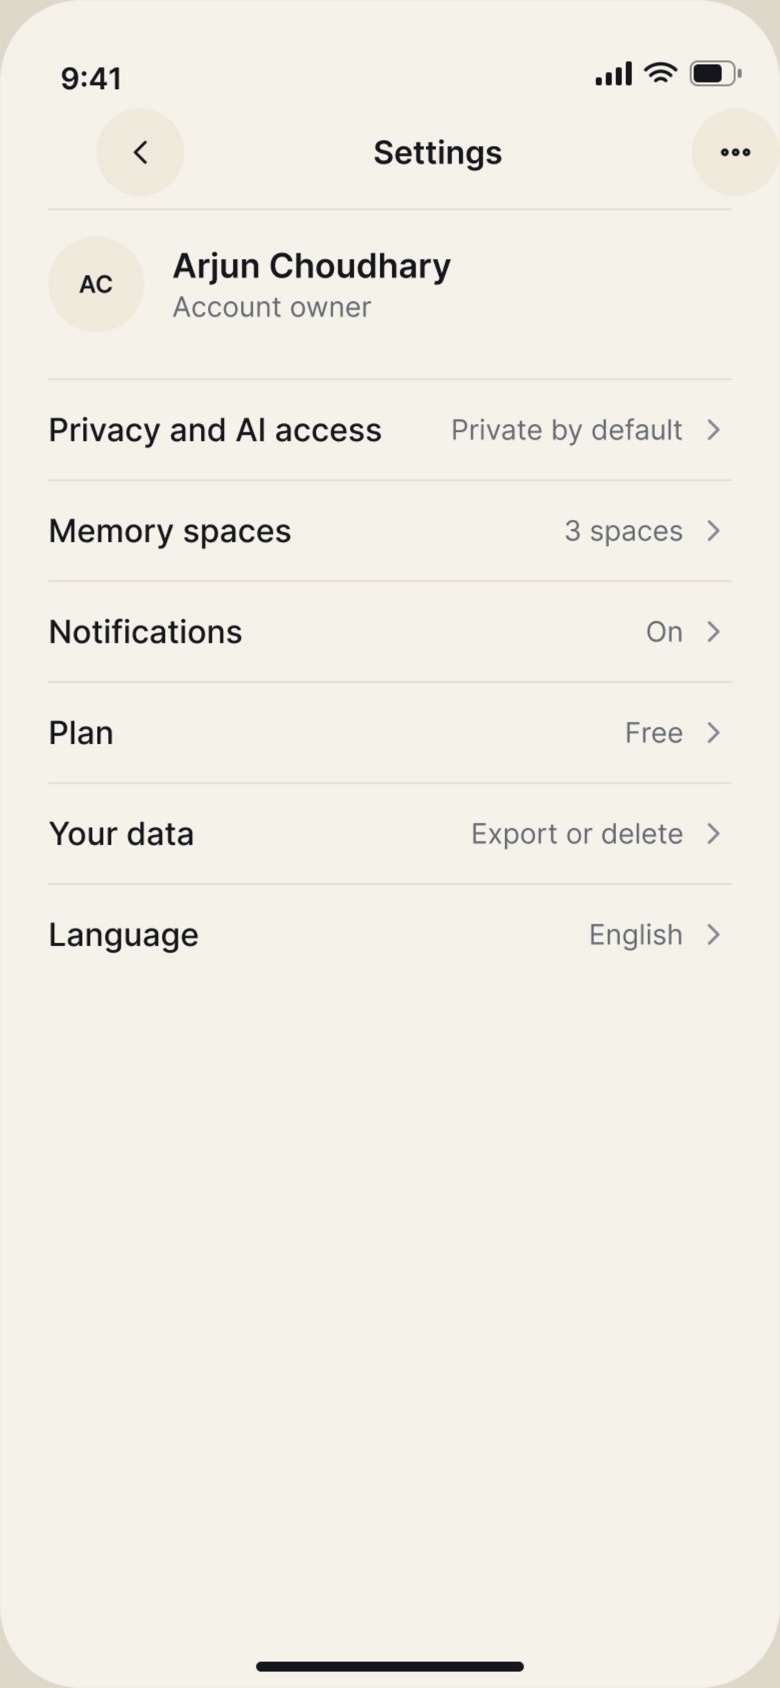 9:41
Settings
AC
Arjun Choudhary
Account owner
Privacy and AI access Private by default
Memory spaces 3 spaces
Notifications On
Plan Free
Your data Export or delete
Language English